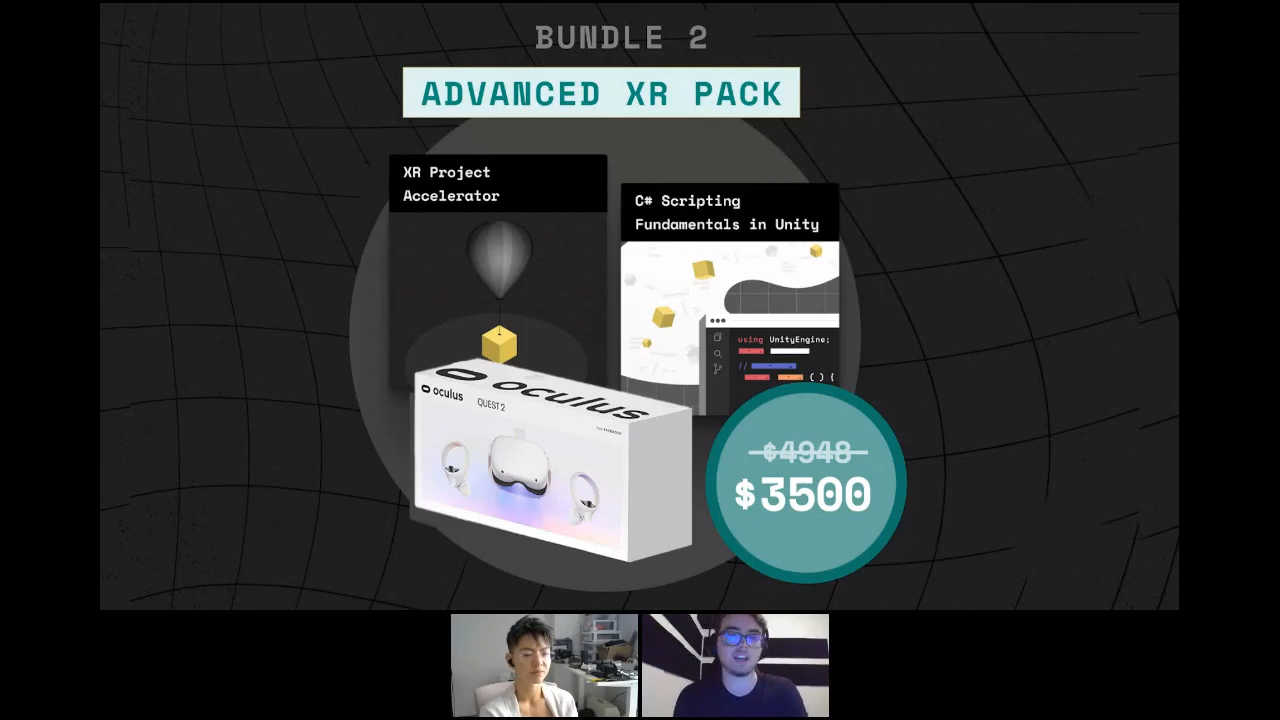 BUNDLE 2
ADVANCED XR PACK
XR Project
Accelerator
C# Scripting
Fundamentals in Unity
using UnityEngine;
//
( ) {
oculus
oculus
QUEST 2
$4948
$3500